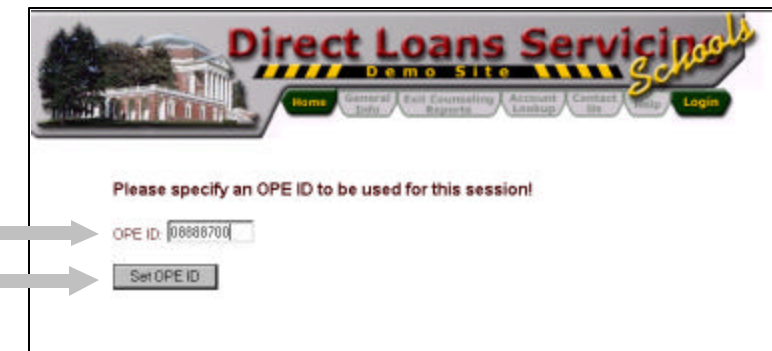 Direct Loans Servicing
Schools
Demo Site
Home
General Info
Exit Counseling Reports
Account Lookup
Contact Us
Help
Login
Please specify an OPE ID to be used for this session!
OPE ID: 08888700
Set OPE ID